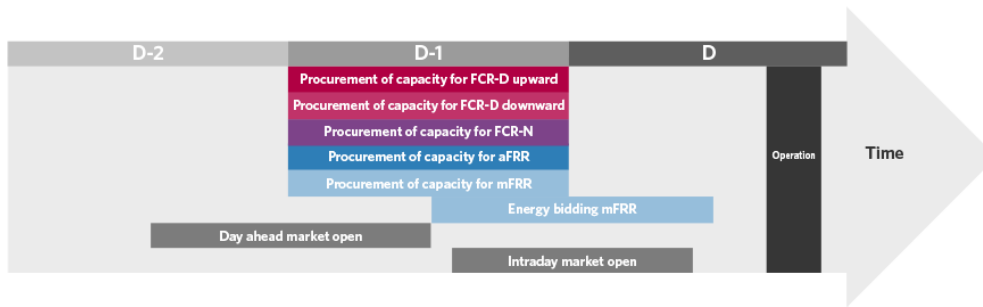 D-2
D-1
D
Procurement of capacity for FCR-D upward
Procurement of capacity for FCR-D downward
Procurement of capacity for FCR-N
Procurement of capacity for aFRR
Procurement of capacity for mFRR
Energy bidding mFRR
Day ahead market open
Intraday market open
Operation
Time